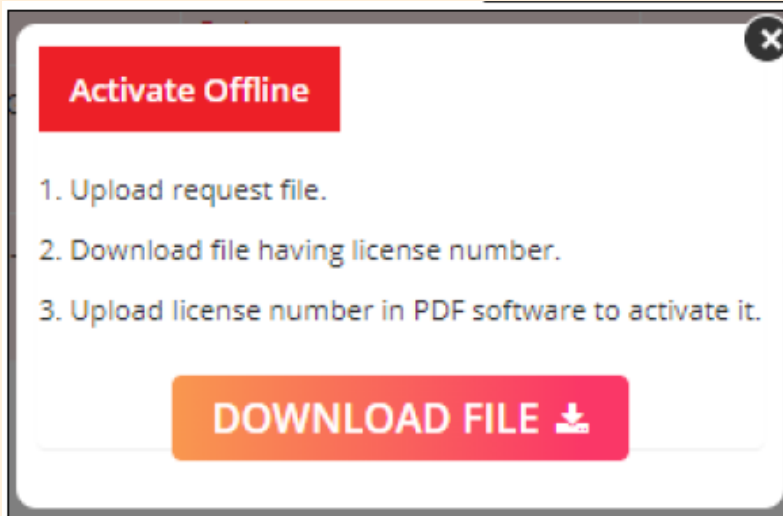 Activate Offline
1. Upload request file.
2. Download file having license number.
3. Upload license number in PDF software to activate it.
DOWNLOAD FILE